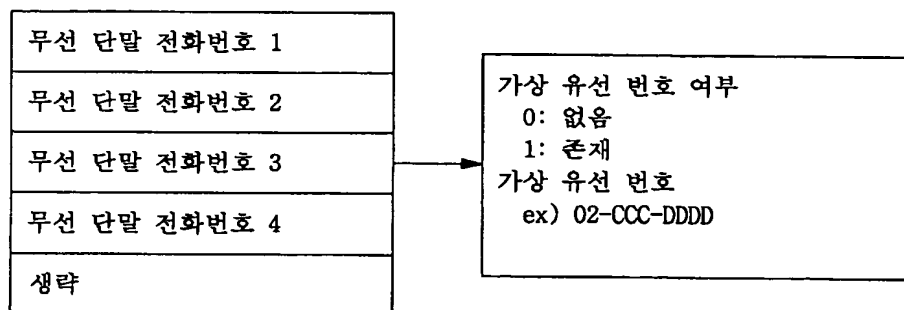 무선 단말 전화번호 1
무선 단말 전화번호 2
무선 단말 전화번호 3
무선 단말 전화번호 4
생략
가상 유선 번호 여부
0: 없음
1: 존재
가상 유선 번호
ex) 02-CCC-DDDD